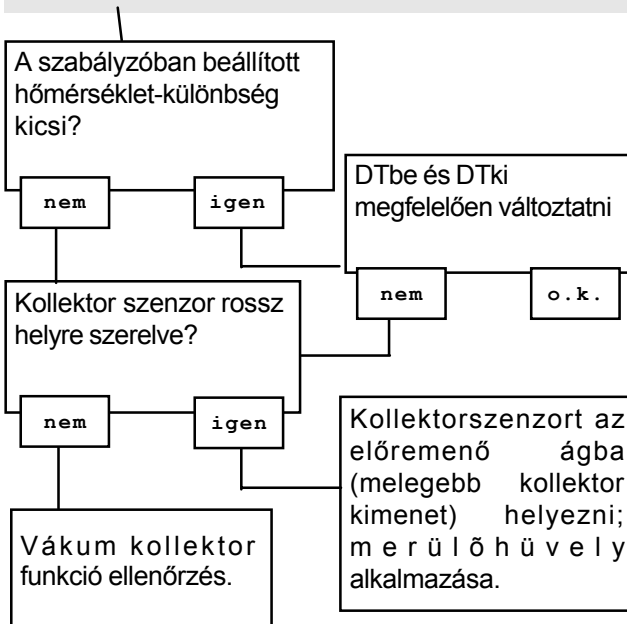 A szabályzóban beállított
hőmérséklet-különbség
kicsi?
nem
igen
DTbe és DTki
megfelelően változtatni
nem
o.k.
Kollektor szenzor rossz
helyre szerelve?
nem
igen
Kollektorszenzort az
előremenő ágba
(melegebb kollektor
kimenet) helyezni;
merülõhüvely
alkalmazása.
Vákum kollektor
funkció ellenőrzés.